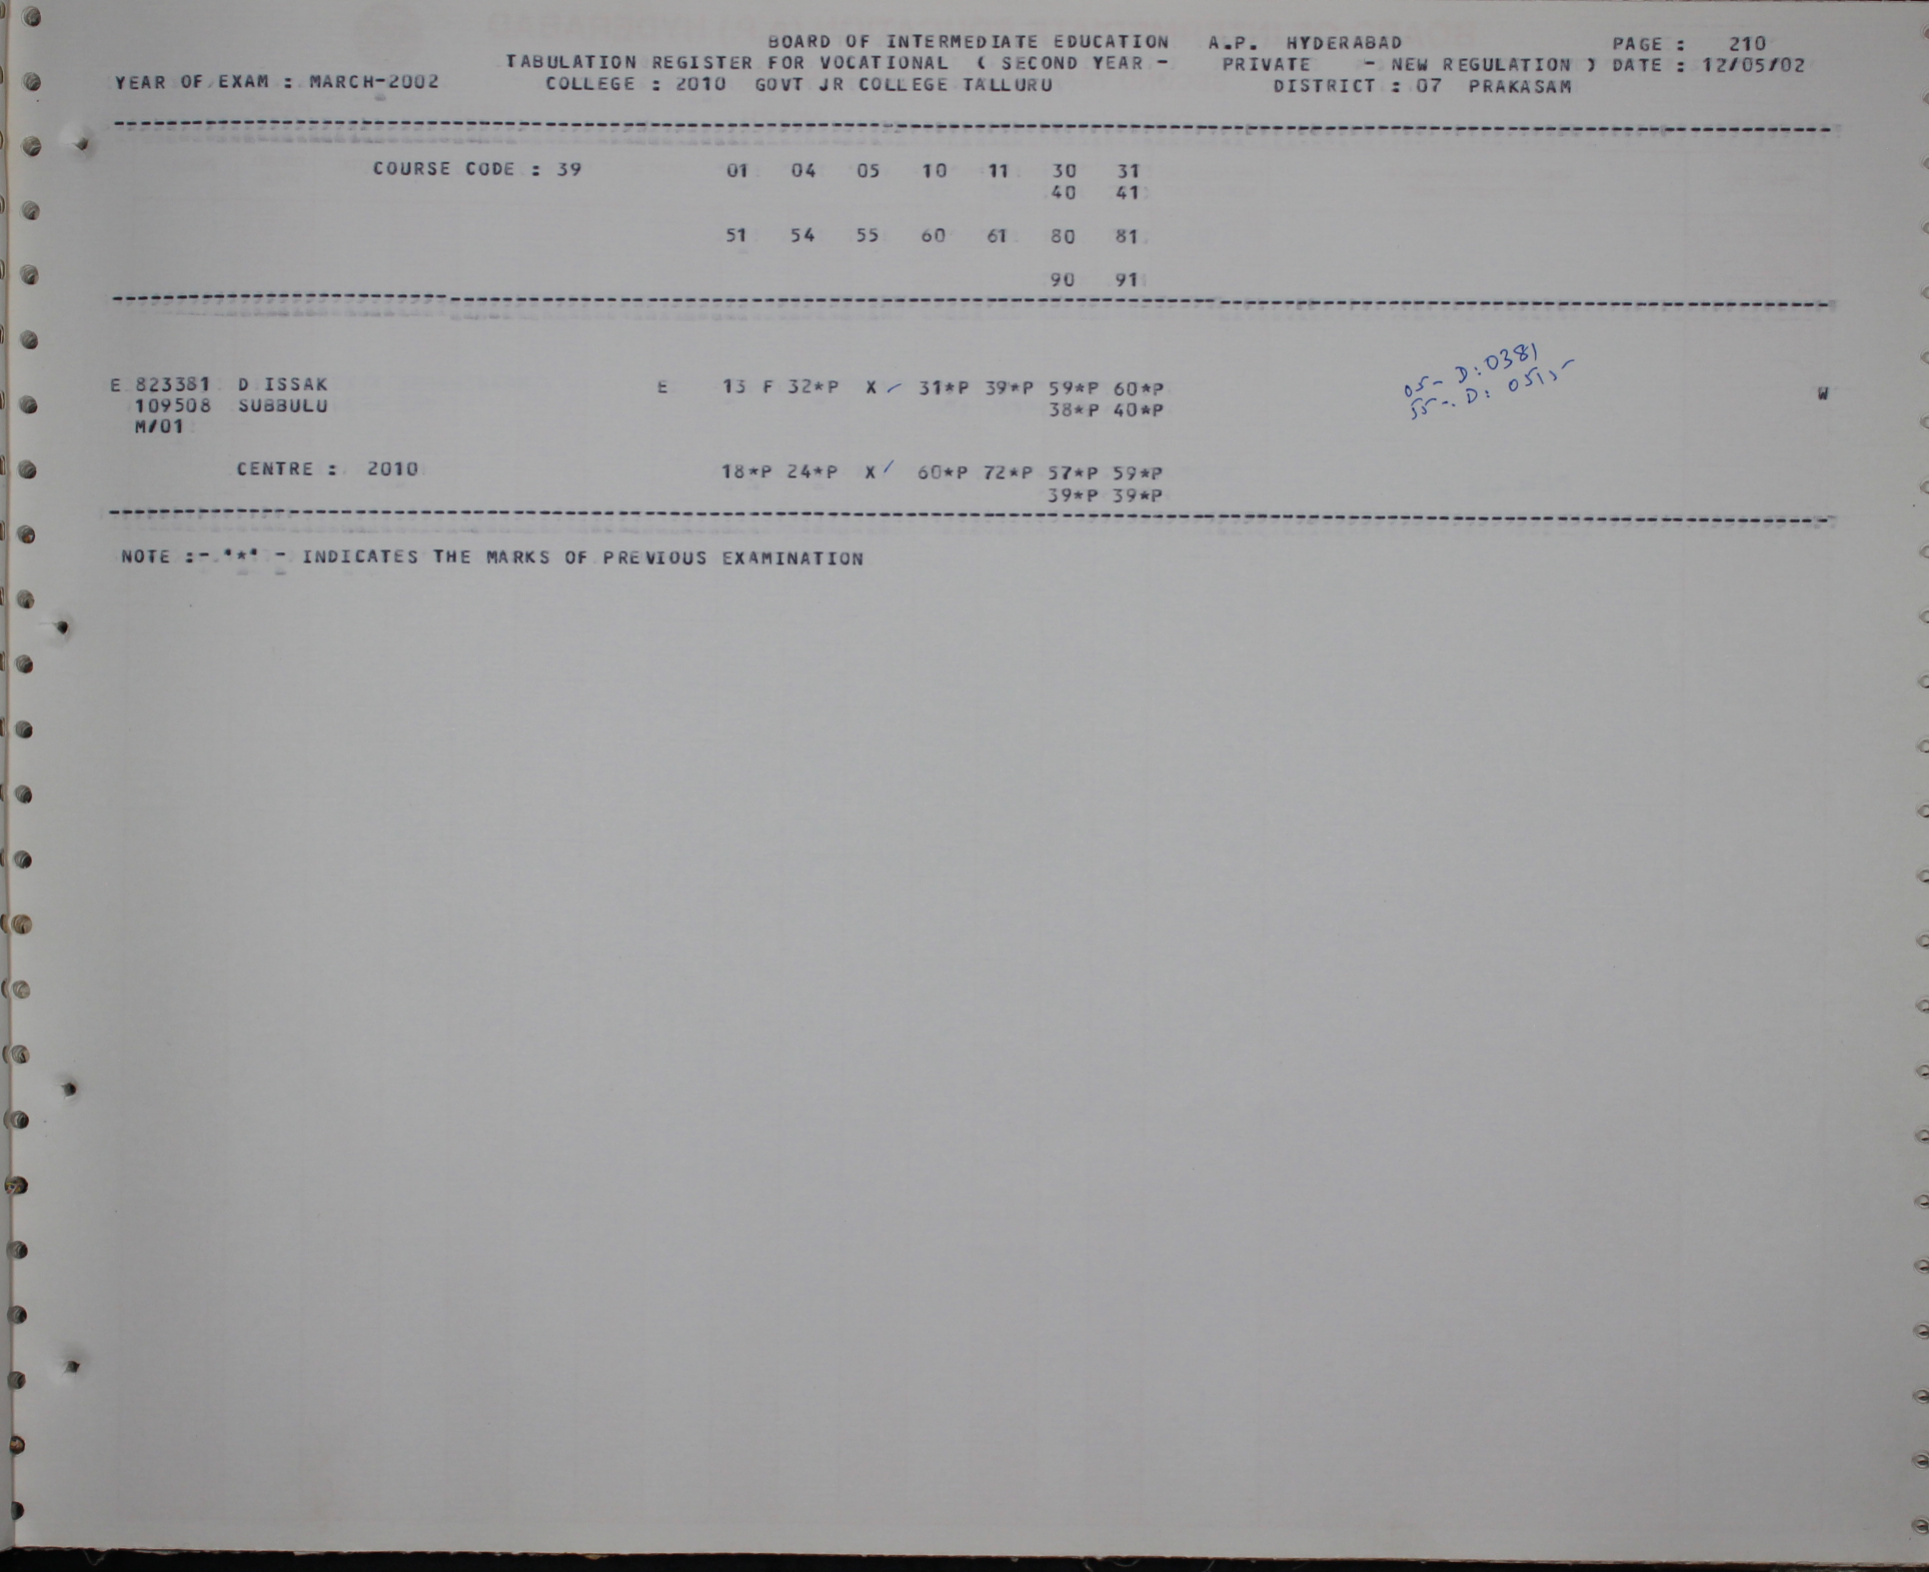 BOARD OF INTERMEDIATE EDUCATION A.P. HYDERABAD PAGE : 210
TABULATION REGISTER FOR VOCATIONAL ( SECOND YEAR - PRIVATE - NEW REGULATION ) DATE : 12/05/02
YEAR OF EXAM : MARCH-2002 COLLEGE : 2010 GOVT JR COLLEGE TALLURU DISTRICT : 07 PRAKASAM
COURSE CODE : 39 01 04 05 10 11 30 31
40 41
51 54 55 60 61 80 81
90 91
E 823381 D ISSAK E 13 F 32*P X 31*P 39*P 59*P 60*P W
109508 SUBBULU 38*P 40*P
M/01
05- D:0381
55-. D:
CENTRE : 2010 18*P 24*P X 60*P 72*P 57*P 59*P
39*P 39*P
NOTE :- '*' - INDICATES THE MARKS OF PREVIOUS EXAMINATION